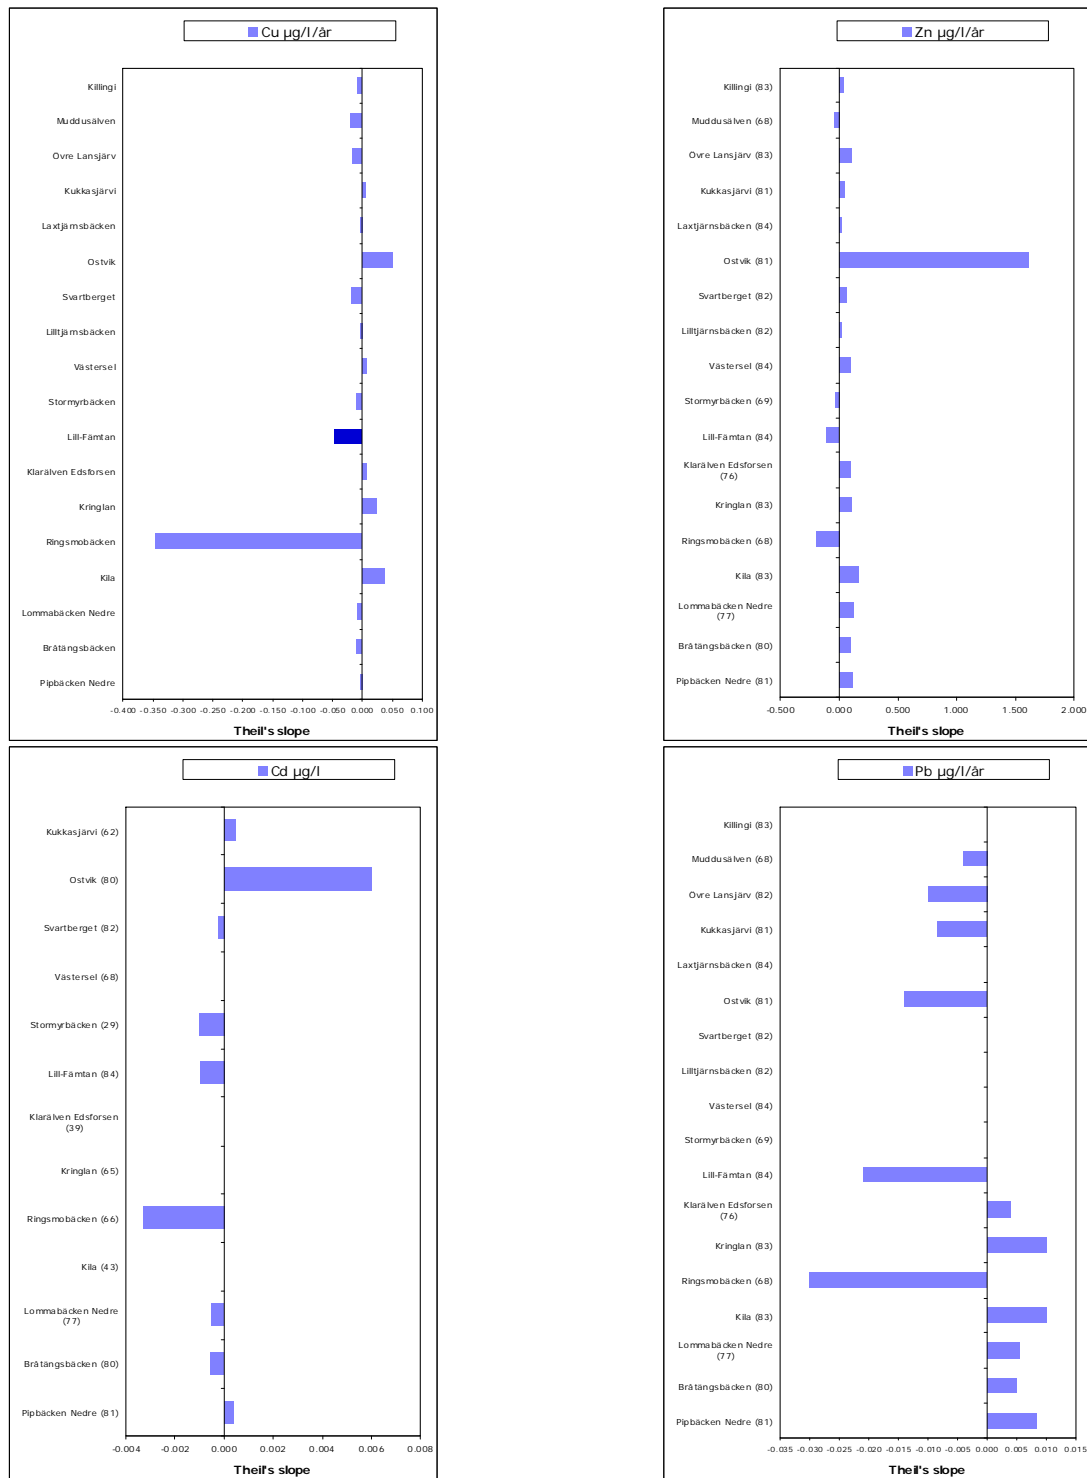 Cu µg/l/år
Killingi
Muddusälven
Övre Lansjärv
Kukkasjärvi
Laxtjärnsbäcken
Ostvik
Svartberget
Lilltjärnsbäcken
Västersel
Stormyrbäcken
Lill-Fämtan
Klarälven Edsforsen
Kringlan
Ringsmobäcken
Kila
Lommabäcken Nedre
Bråtängsbäcken
Pipbäcken Nedre
-0.400 -0.350 -0.300 -0.250 -0.200 -0.150 -0.100 -0.050 0.000 0.050 0.100
Theil's slope
Zn µg/l/år
Killingi (83)
Muddusälven (68)
Övre Lansjärv (83)
Kukkasjärvi (81)
Laxtjärnsbäcken (84)
Ostvik (81)
Svartberget (82)
Lilltjärnsbäcken (82)
Västersel (84)
Stormyrbäcken (69)
Lill-Fämtan (84)
Klarälven Edsforsen
(76)
Kringlan (83)
Ringsmobäcken (68)
Kila (83)
Lommabäcken Nedre
(77)
Bråtängsbäcken (80)
Pipbäcken Nedre (81)
-0.500 0.000 0.500 1.000 1.500 2.000
Theil's slope
Cd µg/l
Kukkasjärvi (62)
Ostvik (80)
Svartberget (82)
Västersel (68)
Stormyrbäcken (29)
Lill-Fämtan (84)
Klarälven Edsforsen
(39)
Kringlan (65)
Ringsmobäcken (66)
Kila (43)
Lommabäcken Nedre
(77)
Bråtängsbäcken (80)
Pipbäcken Nedre (81)
-0.004 -0.002 0.000 0.002 0.004 0.006 0.008
Theil's slope
Pb µg/l/år
Killingi (83)
Muddusälven (68)
Övre Lansjärv (82)
Kukkasjärvi (81)
Laxtjärnsbäcken (84)
Ostvik (81)
Svartberget (82)
Lilltjärnsbäcken (82)
Västersel (84)
Stormyrbäcken (69)
Lill-Fämtan (84)
Klarälven Edsforsen
(76)
Kringlan (83)
Ringsmobäcken (68)
Kila (83)
Lommabäcken Nedre
(77)
Bråtängsbäcken (80)
Pipbäcken Nedre (81)
-0.035 -0.030 -0.025 -0.020 -0.015 -0.010 -0.005 0.000 0.005 0.010 0.015
Theil's slope